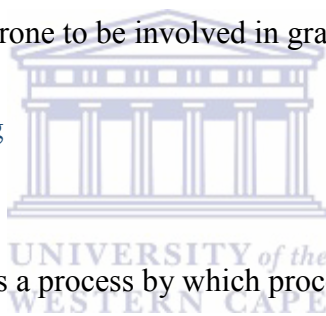 rone to be involved in gra
g
UNIVERSITY of the
s a process by which proc
WESTERN CAPE